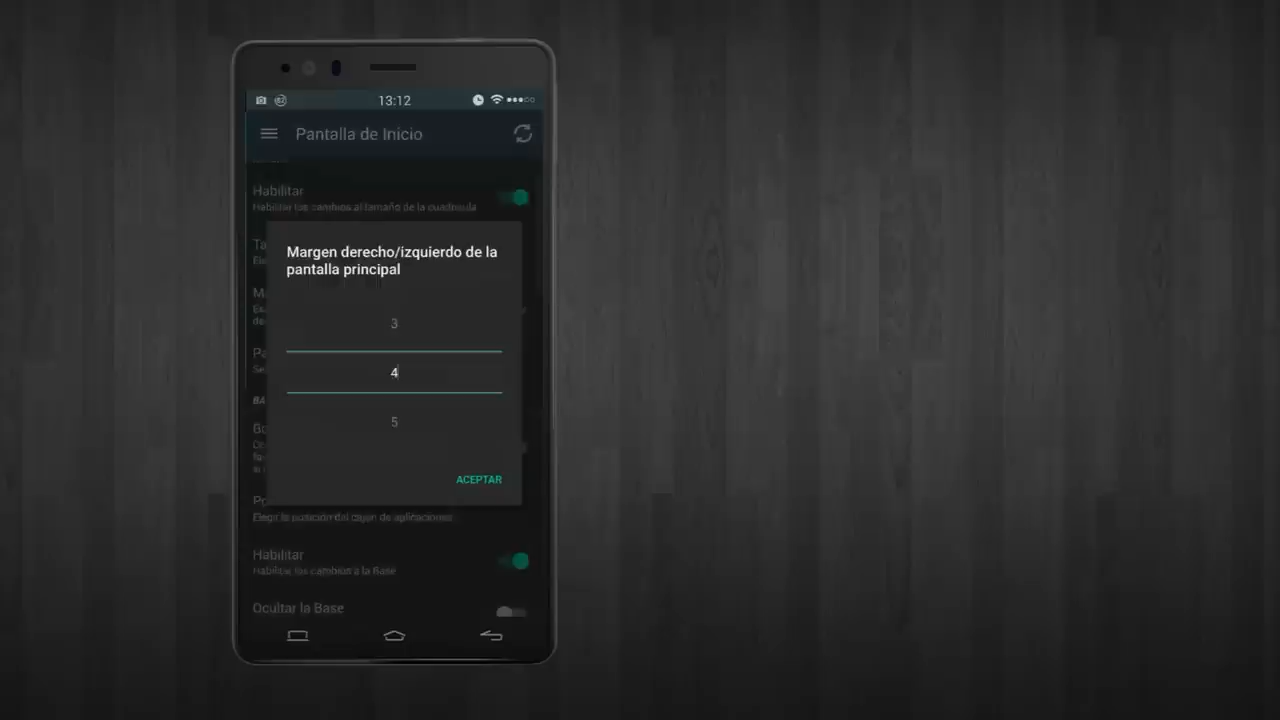 13:12
Pantalla de Inicio
Habilitar
Habilitar los cambios al tamaño de la cuadrícula
Ta
Margen derecho/izquierdo de la
pantalla principal
3
4
5
ACEPTAR
Elegir la posición del cajón de aplicaciones
Habilitar
Habilitar los cambios a la Base
Ocultar la Base